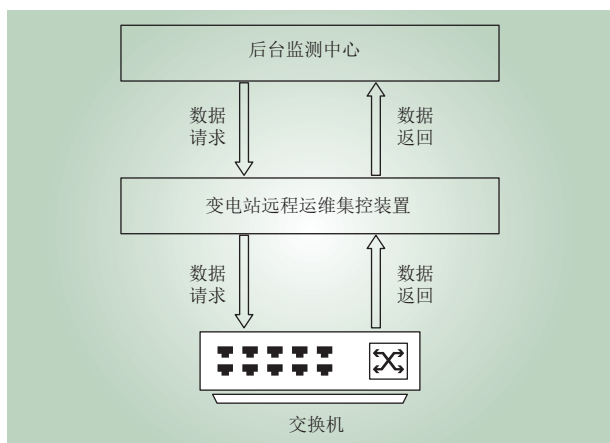 后台监测中心
数据
请求
数据
返回
变电站远程运维集控装置
数据
请求
数据
返回
交换机